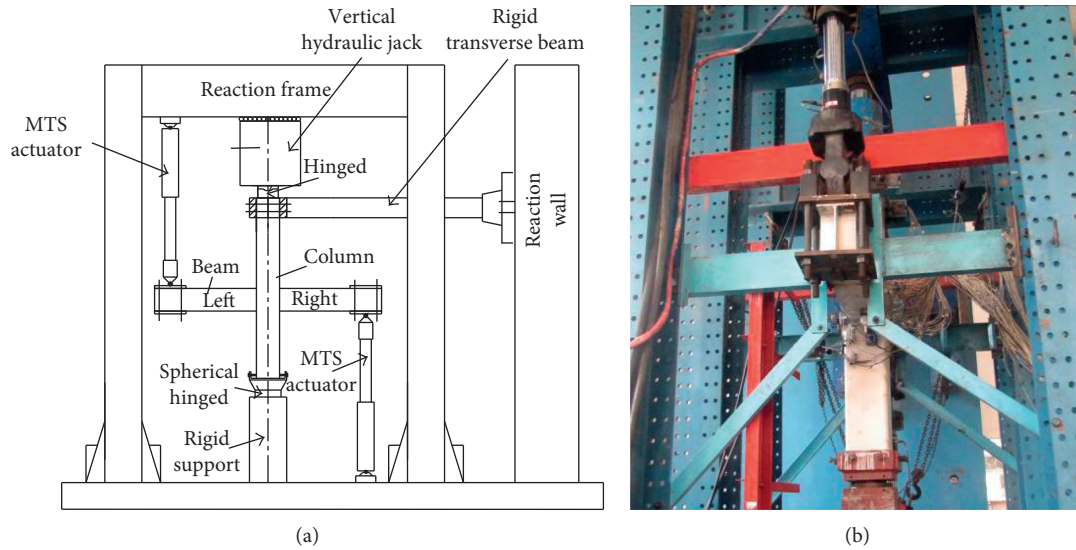 Vertical
hydraulic jack
Rigid
transverse beam
Reaction frame
MTS
actuator
Hinged
Reaction
wall
Column
Beam
Left
Right
MTS
actuator
Spherical
hinged
Rigid
support
(a)
(b)